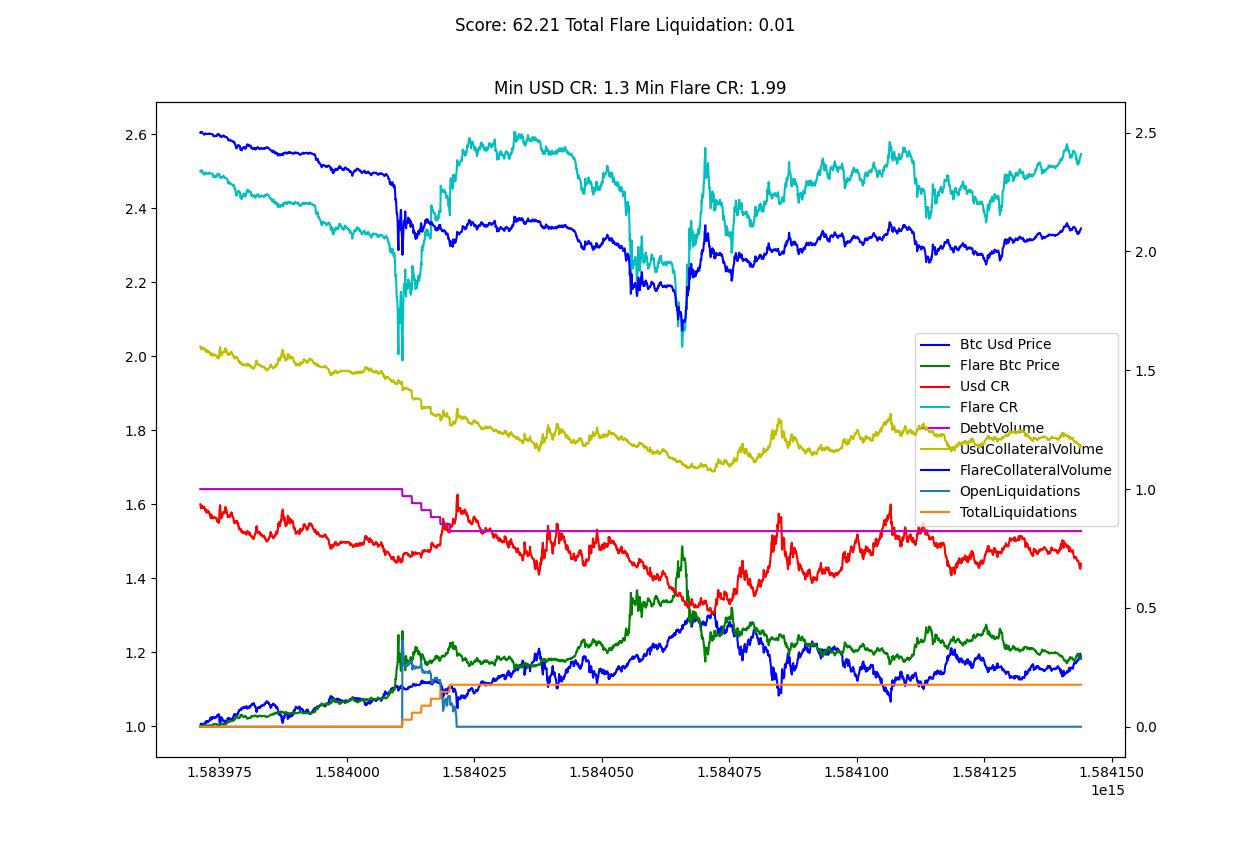 Score: 62.21 Total Flare Liquidation: 0.01
Min USD CR: 1.3 Min Flare CR: 1.99
2.6
2.4
2.2
2.0
1.8
1.6
1.4
1.2
1.0
2.5
2.0
1.5
1.0
0.5
0.0
Btc Usd Price
Flare Btc Price
Usd CR
Flare CR
DebtVolume
UsdCollateralVolume
FlareCollateralVolume
OpenLiquidations
TotalLiquidations
1.583975 1.584000 1.584025 1.584050 1.584075 1.584100 1.584125 1.584150
1e15